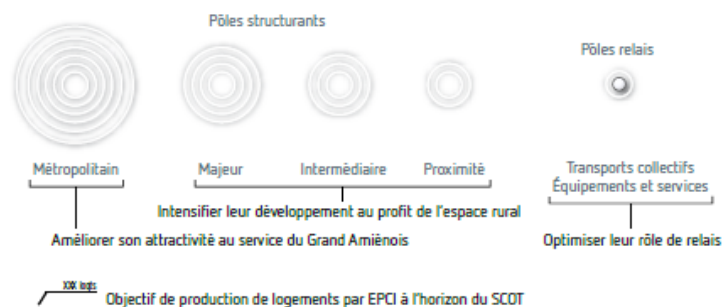 Pôles structurants
Pôles relais
Métropolitain
Majeur
Intermédiaire
Proximité
Transports collectifs
Équipements et services
Intensifier leur développement au profit de l'espace rural
Améliorer son attractivité au service du Grand Amiénois
Optimiser leur rôle de relais
XXX logts
Objectif de production de logements par EPCI à l'horizon du SCOT